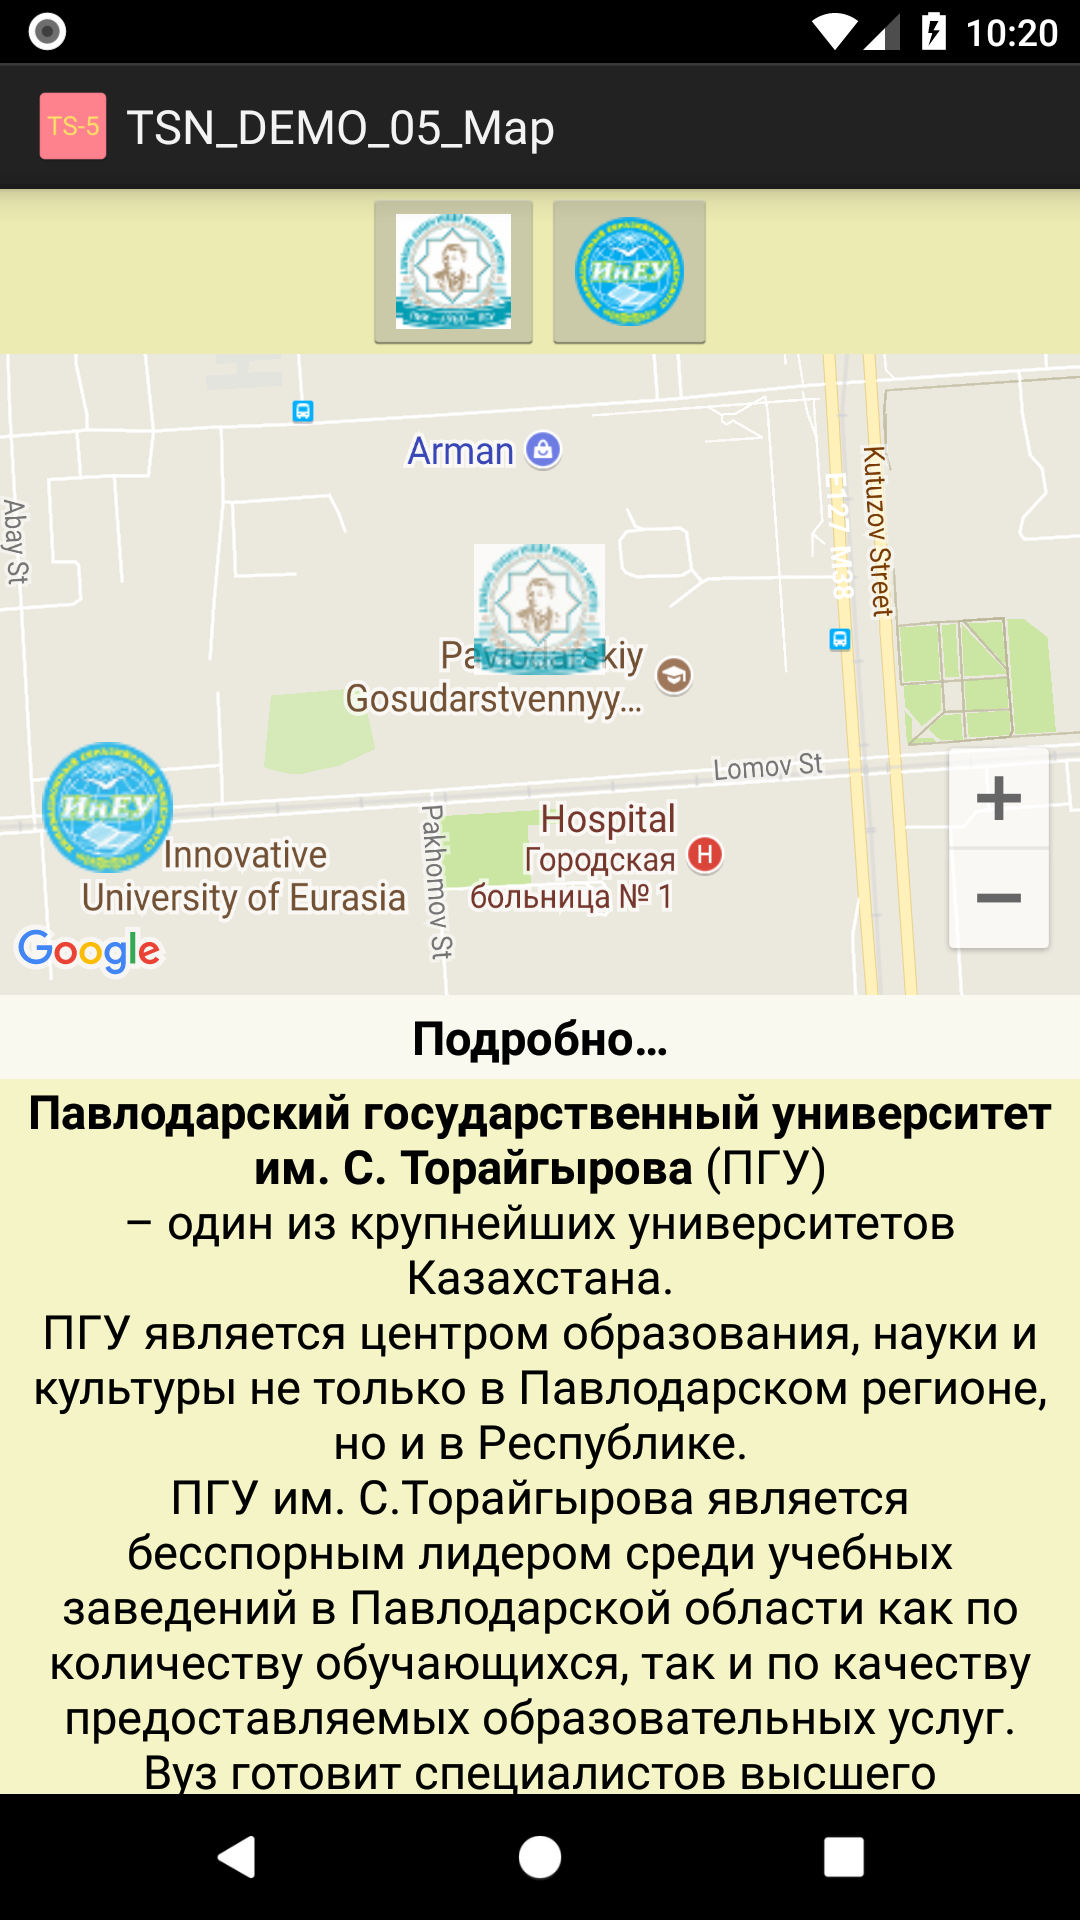 10:20
TS-5 TSN_DEMO_05_Map
ИнЕУ
Arman
Abay St
Kutuzov Street
E127 M38
Pavlodarskiy
Gosudarstvennyy...
Lomov St
ИнЕУ
Innovative
University of Eurasia
Pakhomov St
Hospital
Городская
больница № 1
H
Google
+
−
Подробно...
Павлодарский государственный университет
им. С. Торайгырова (ПГУ)
– один из крупнейших университетов
Казахстана.
ПГУ является центром образования, науки и
культуры не только в Павлодарском регионе,
но и в Республике.
ПГУ им. С.Торайгырова является
бесспорным лидером среди учебных
заведений в Павлодарской области как по
количеству обучающихся, так и по качеству
предоставляемых образовательных услуг.
Вуз готовит специалистов высшего